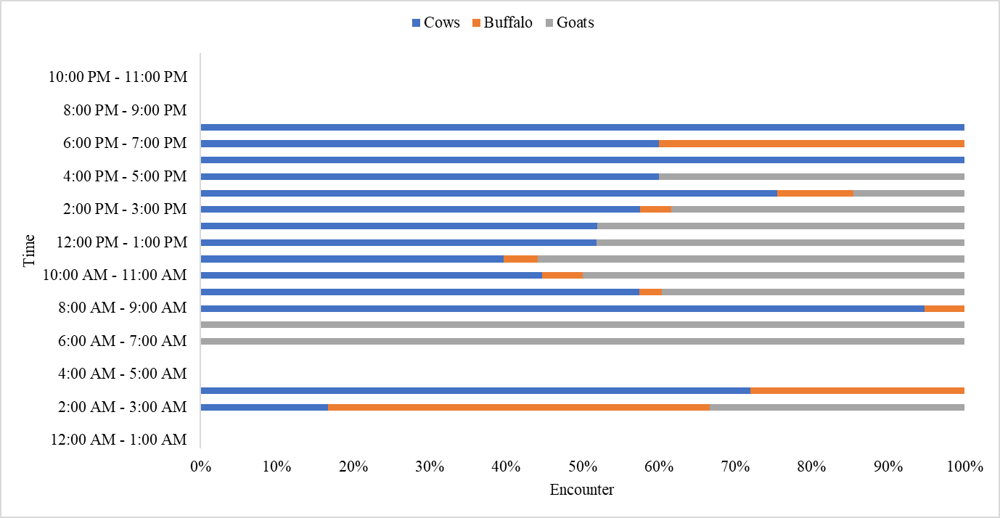 Cows Buffalo Goats
10:00 PM - 11:00 PM
8:00 PM - 9:00 PM
6:00 PM - 7:00 PM
4:00 PM - 5:00 PM
2:00 PM - 3:00 PM
12:00 PM - 1:00 PM
10:00 AM - 11:00 AM
8:00 AM - 9:00 AM
6:00 AM - 7:00 AM
4:00 AM - 5:00 AM
2:00 AM - 3:00 AM
12:00 AM - 1:00 AM
Time
0% 10% 20% 30% 40% 50% 60% 70% 80% 90% 100%
Encounter